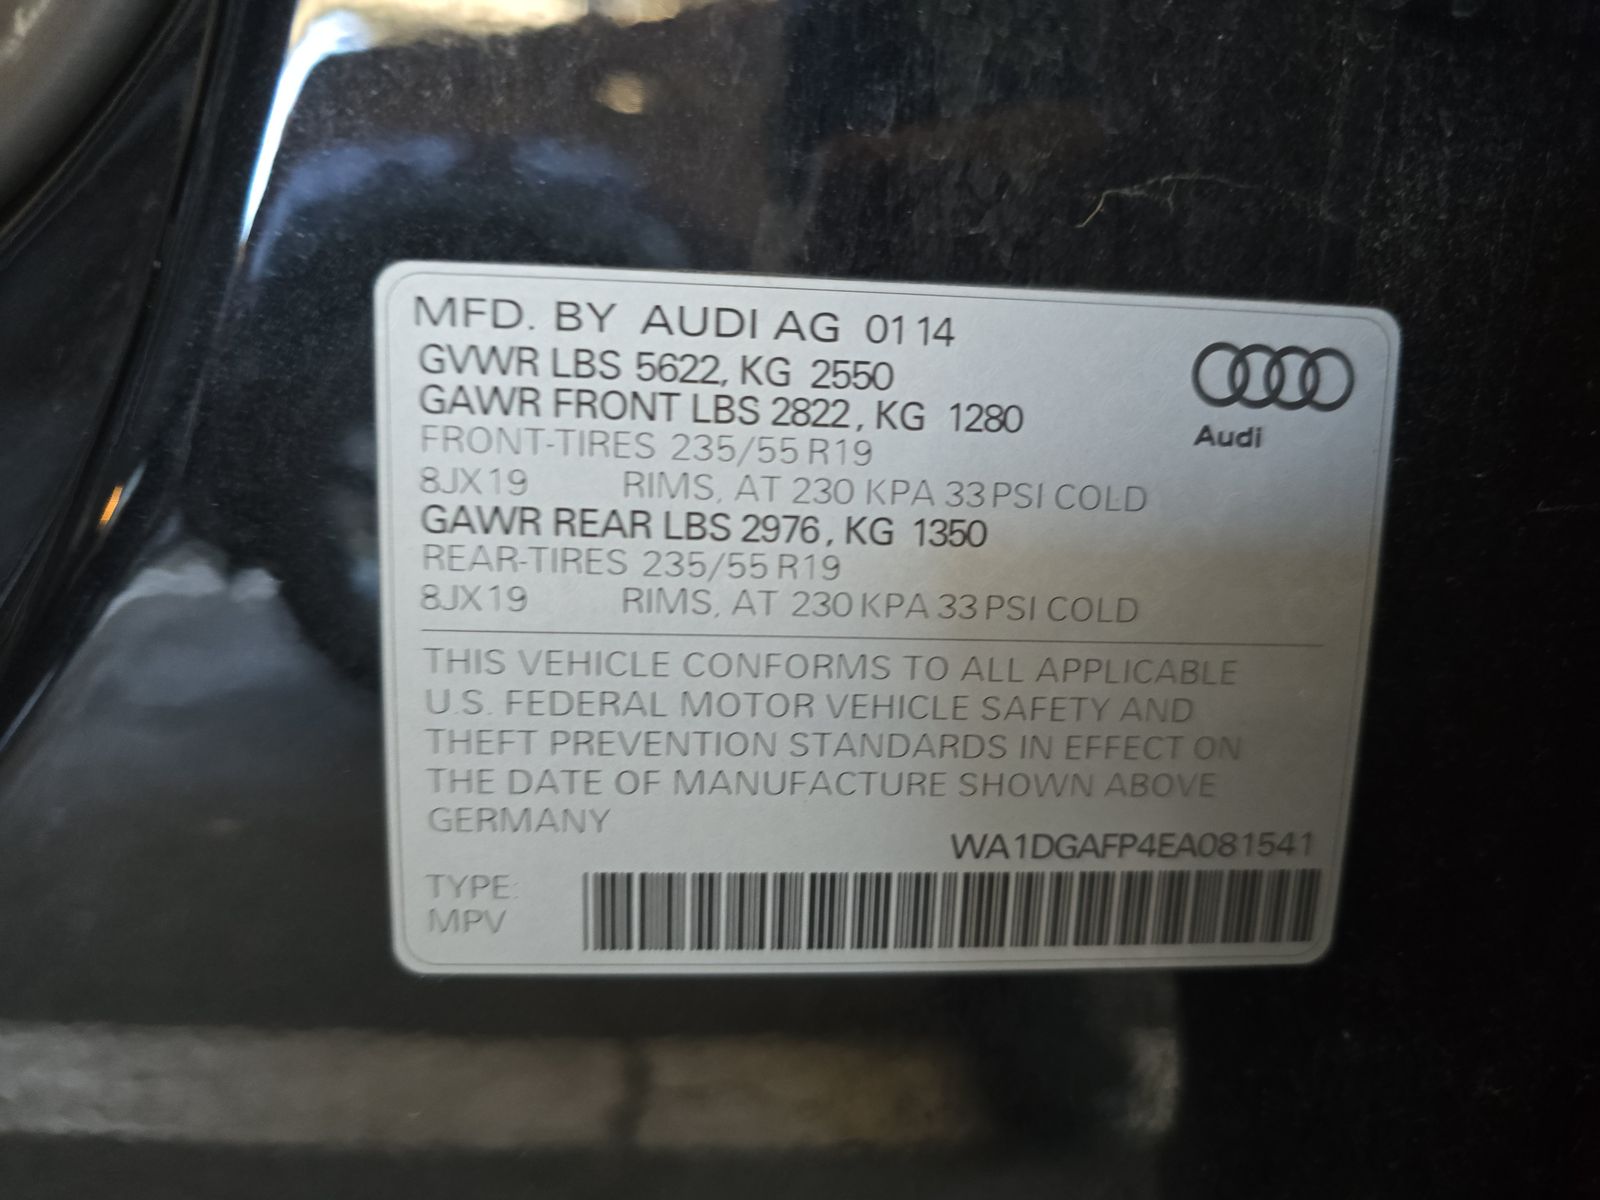 MFD. BY AUDI AG 01 14
GVWR LBS 5622, KG 2550
GAWR FRONT LBS 2822, KG 1280
FRONT-TIRES 235/55 R19
8JX19 RIMS, AT 230 KPA 33 PSI COLD
GAWR REAR LBS 2976, KG 1350
REAR-TIRES 235/55 R19
8JX19 RIMS, AT 230 KPA 33 PSI COLD
Audi
THIS VEHICLE CONFORMS TO ALL APPLICABLE
U.S. FEDERAL MOTOR VEHICLE SAFETY AND
THEFT PREVENTION STANDARDS IN EFFECT ON
THE DATE OF MANUFACTURE SHOWN ABOVE
GERMANY
WA1DGAFP4EA081541
TYPE:
MPV